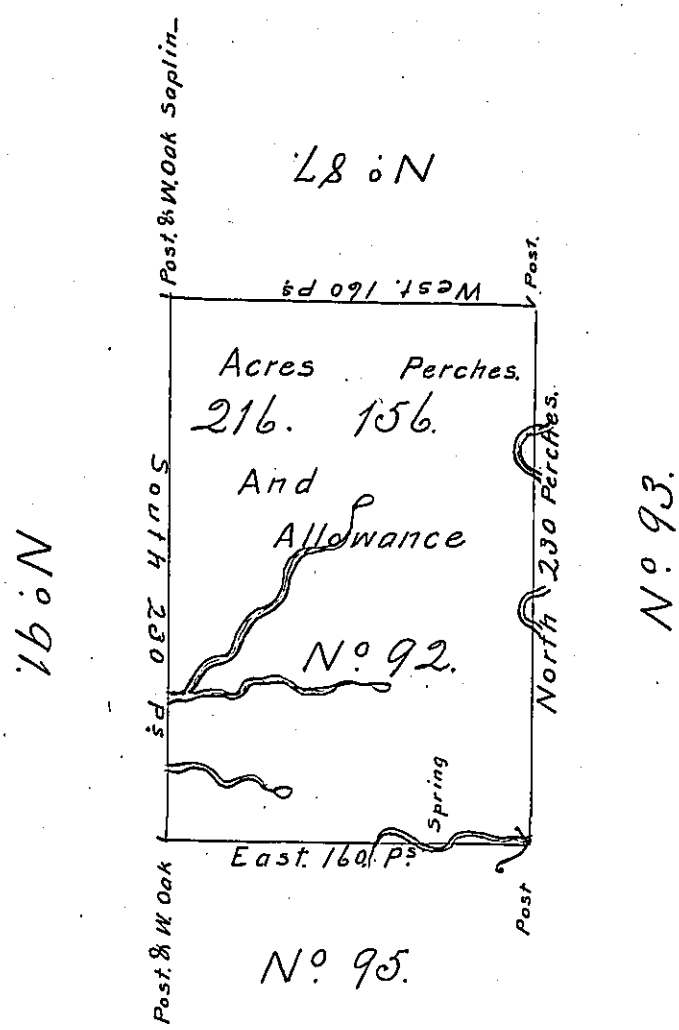 Post. & W. Oak Saplin_
No 87.
Post.
West. 160 ps
Acres Perches.
216. 156.
And
Allowance
South 230 ps
North 230 Perches.
No 91.
No 93.
No 92.
Spring
East. 160. Ps.
Post. & W. Oak
Post
No 95.